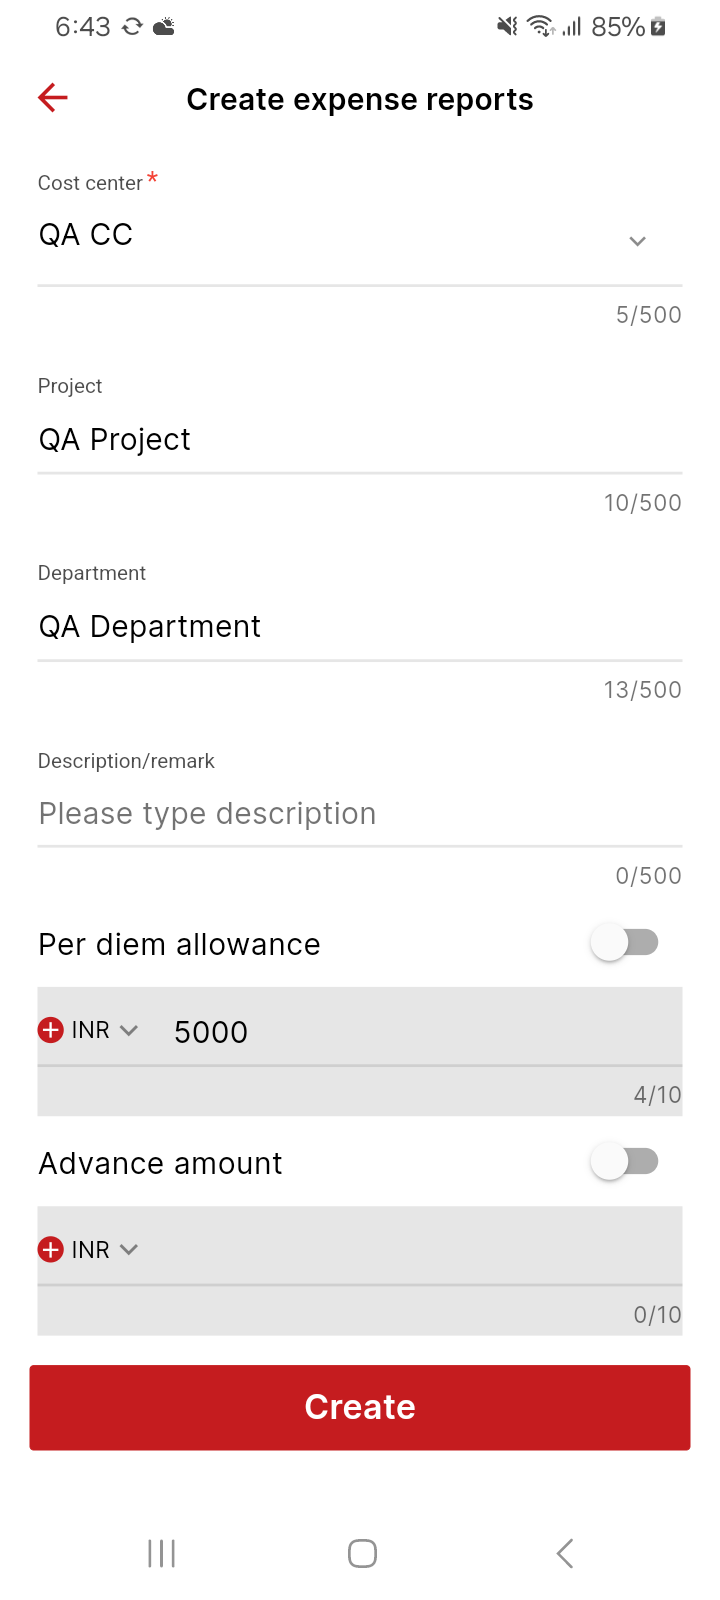 6:43
85%
Create expense reports
Cost center*
QA CC
5/500
Project
QA Project
10/500
Department
QA Department
13/500
Description/remark
Please type description
0/500
Per diem allowance
INR 5000
4/10
Advance amount
INR
0/10
Create